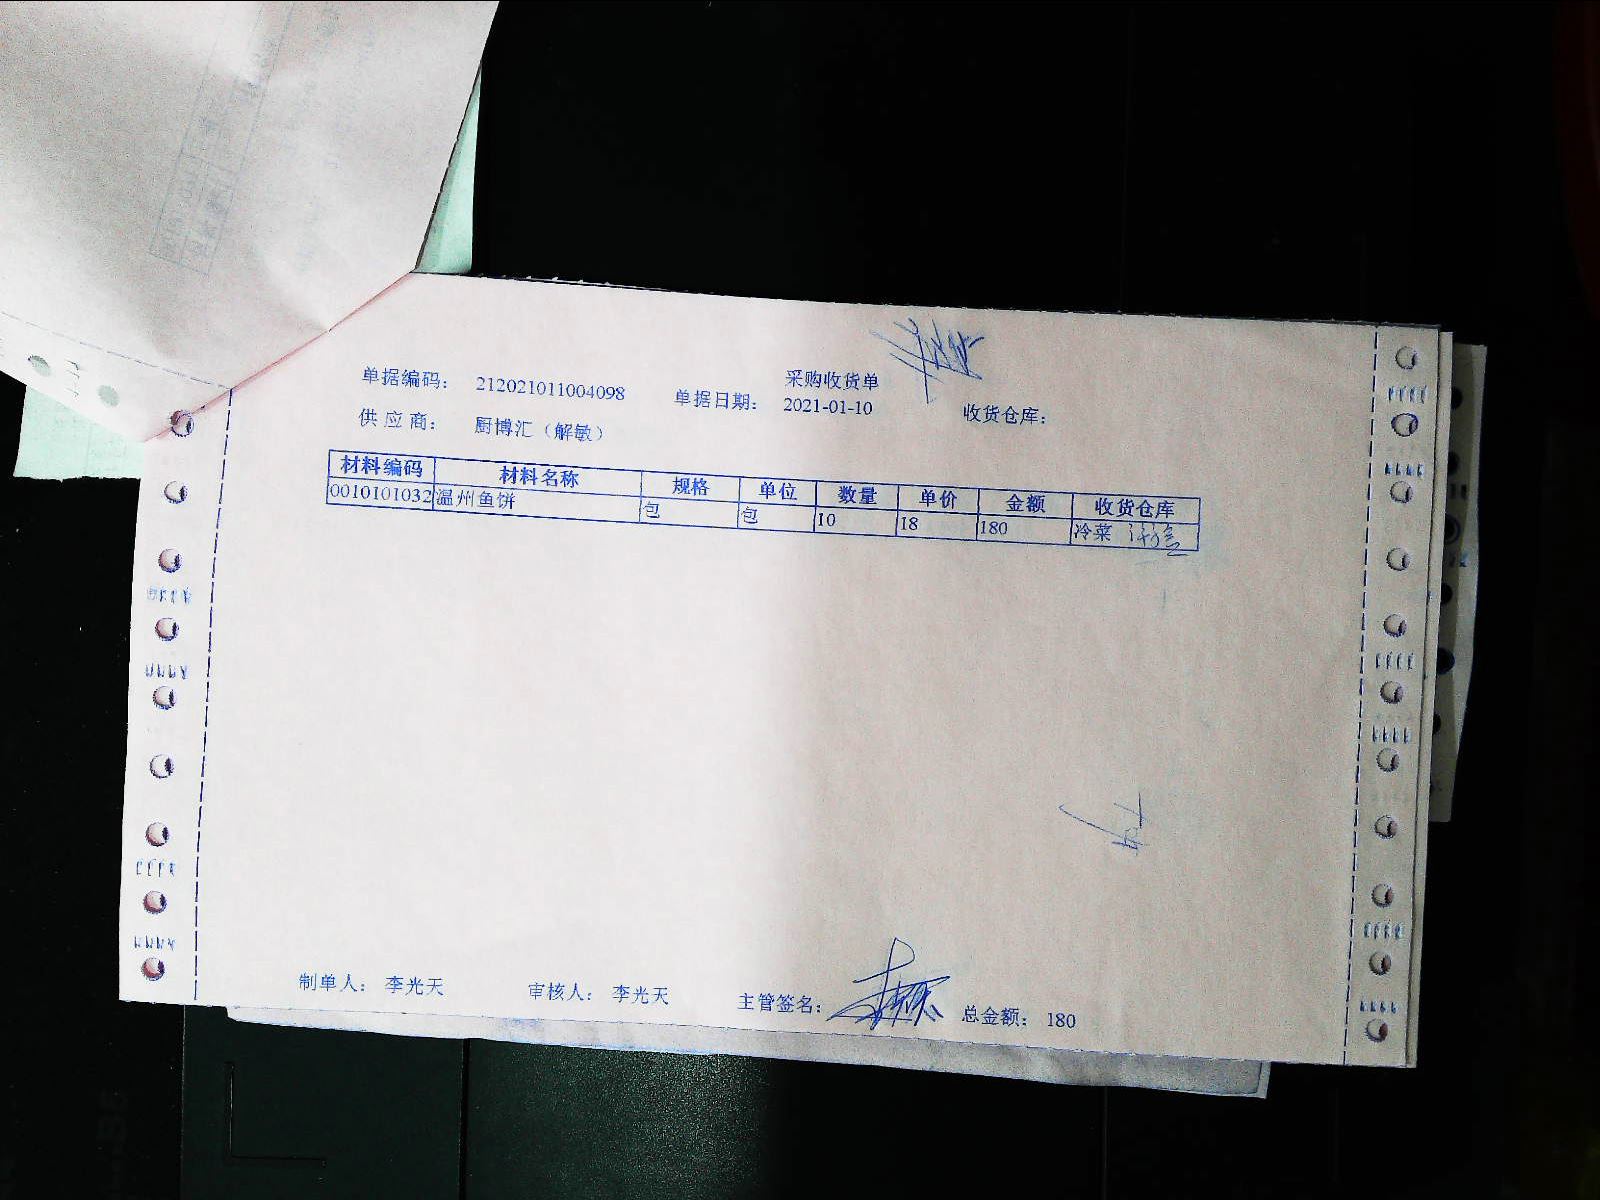 采购收货单
单据编码： 212021011004098 单据日期： 2021-01-10 收货仓库：
供应商： 厨博汇（解敏）
材料编码 材料名称 规格 单位 数量 单价 金额 收货仓库
0010101032 温州鱼饼 包 包 10 18 180 冷菜
制单人： 李光天 审核人： 李光天 主管签名： 总金额： 180